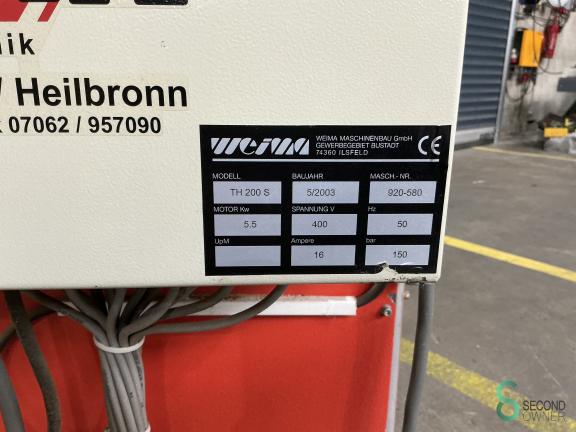 nik
/ Heilbronn
k 07062 / 957090
WEIMA
WEIMA MASCHINENBAU GmbH
GEWERBEGEBIET BUSTADT
74360 ILSFELD
CE
MODELL BAUJAHR MASCH.- NR.
TH 200 S 5/2003 920-580
MOTOR Kw SPANNUNG V Hz
5.5 400 50
UpM Ampere bar
16 150
SECOND
OWNER